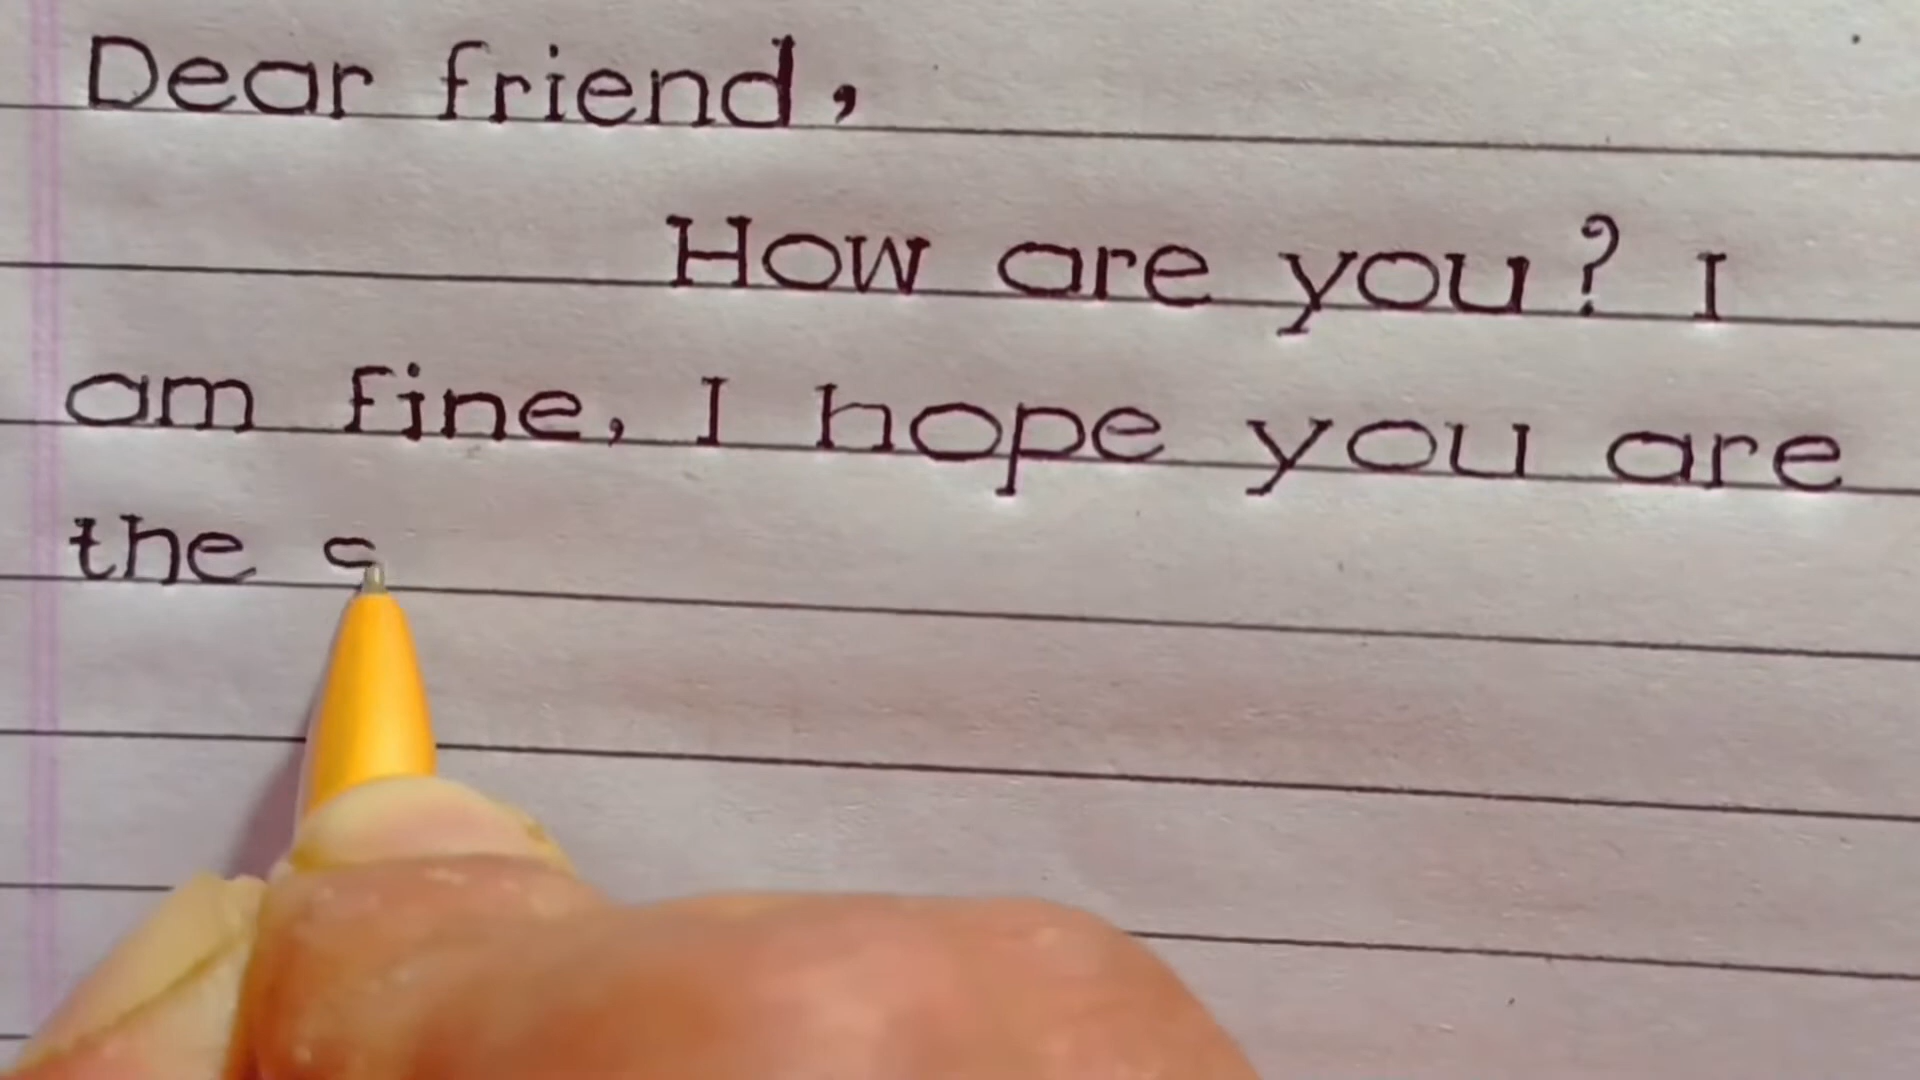 Dear friend,
How are you? I
am fine, I hope you are
the s